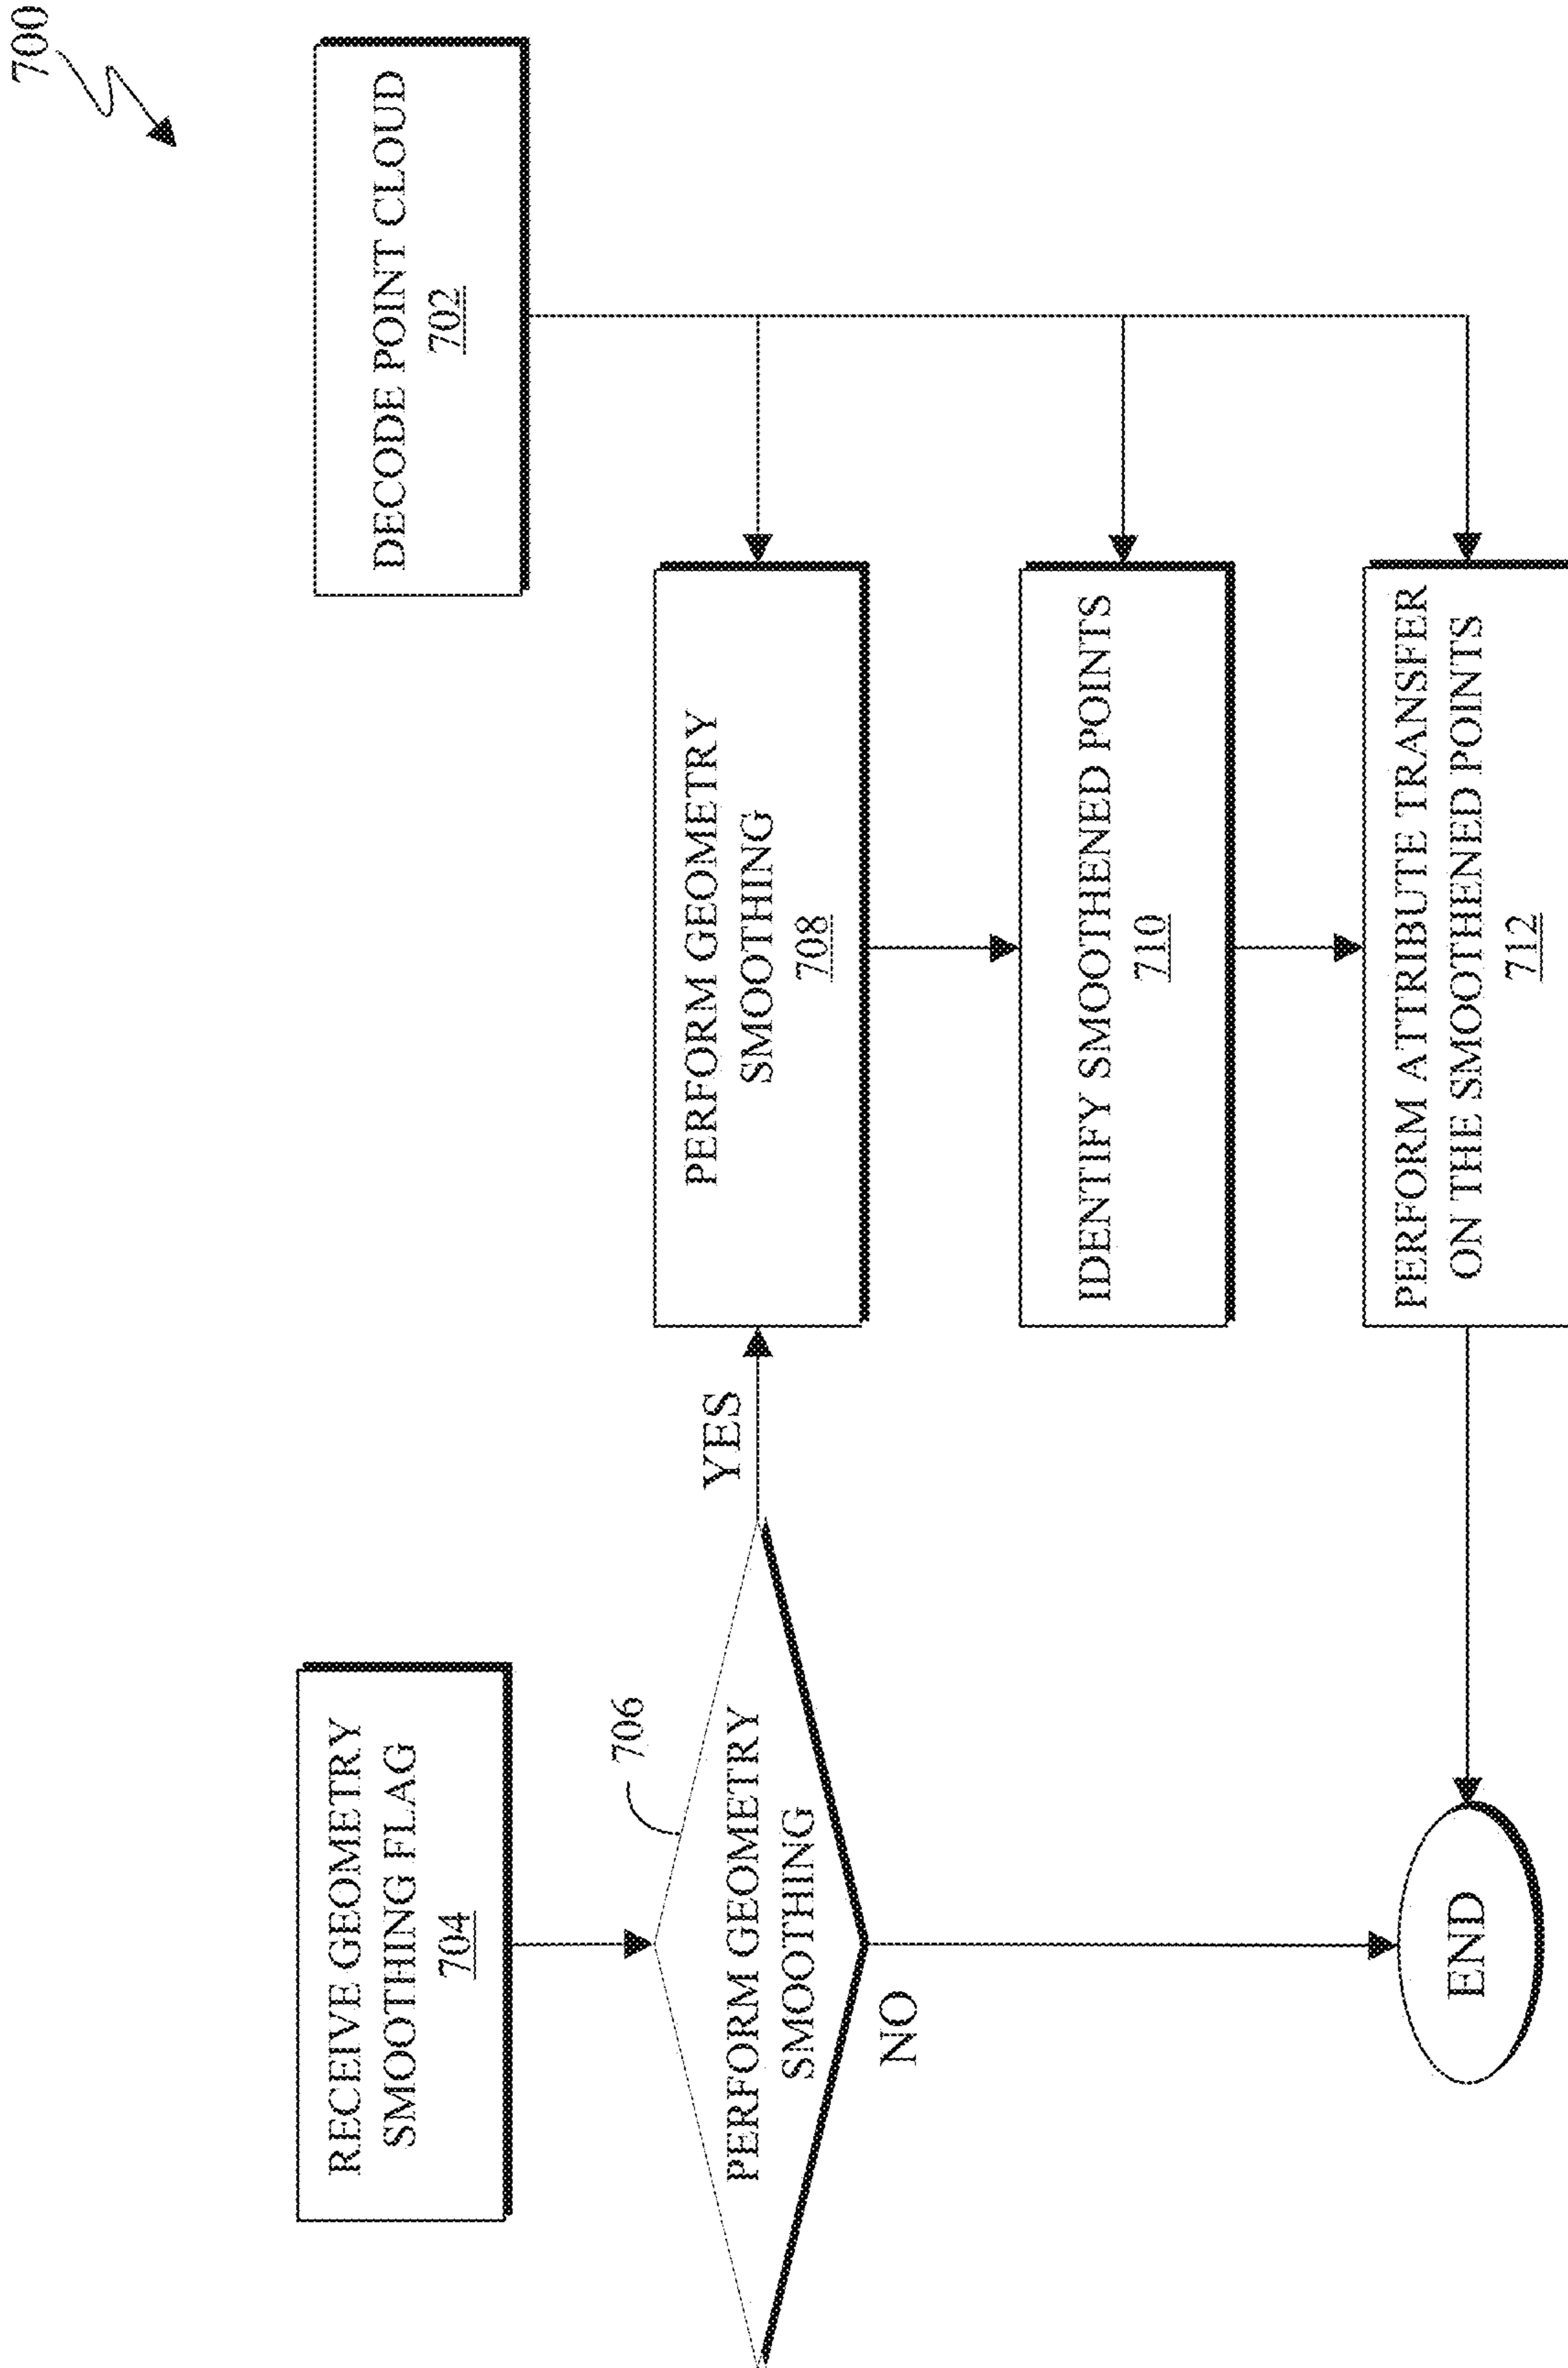 700
DECODE POINT CLOUD
702
RECEIVE GEOMETRY
SMOOTHING FLAG
704
706
PERFORM GEOMETRY
SMOOTHING
YES
NO
PERFORM GEOMETRY
SMOOTHING
708
IDENTIFY SMOOTHENED POINTS
710
PERFORM ATTRIBUTE TRANSFER
ON THE SMOOTHENED POINTS
712
END